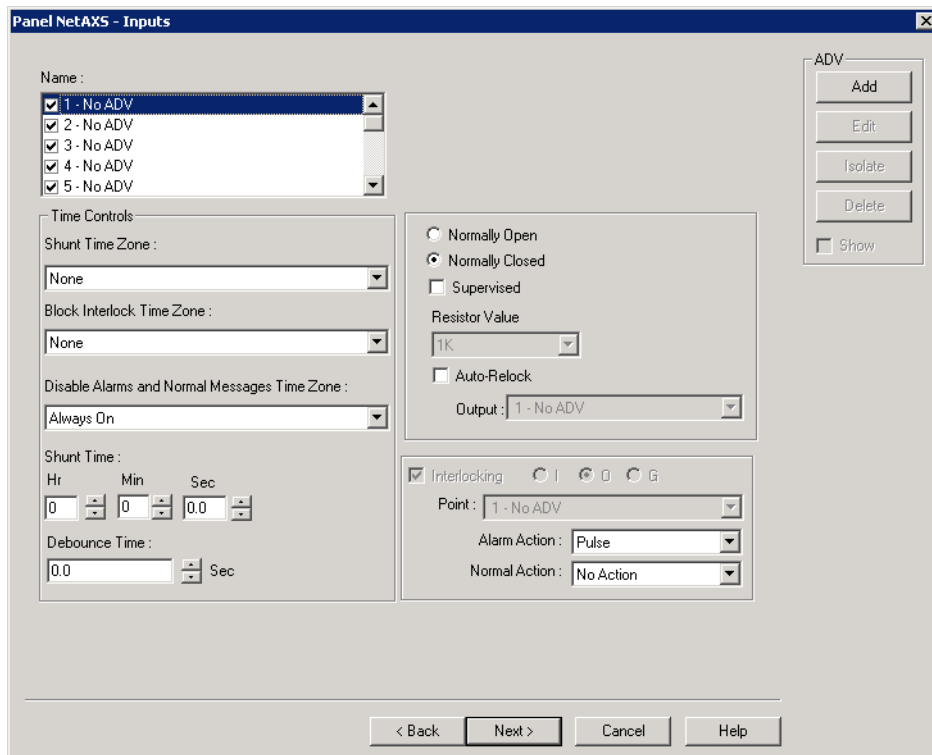 Panel NetAXS - Inputs
Name :
1 - No ADV
2 - No ADV
3 - No ADV
4 - No ADV
5 - No ADV
ADV
Add
Edit
Isolate
Delete
Show
Time Controls
Shunt Time Zone :
None
Block Interlock Time Zone :
None
Disable Alarms and Normal Messages Time Zone :
Always On
Shunt Time :
Hr Min Sec
0 0 0.0
Debounce Time :
0.0 Sec
Normally Open
Normally Closed
Supervised
Resistor Value
1K
Auto-Relock
Output : 1 - No ADV
Interlocking I O G
Point : 1 - No ADV
Alarm Action : Pulse
Normal Action : No Action
< Back Next > Cancel Help